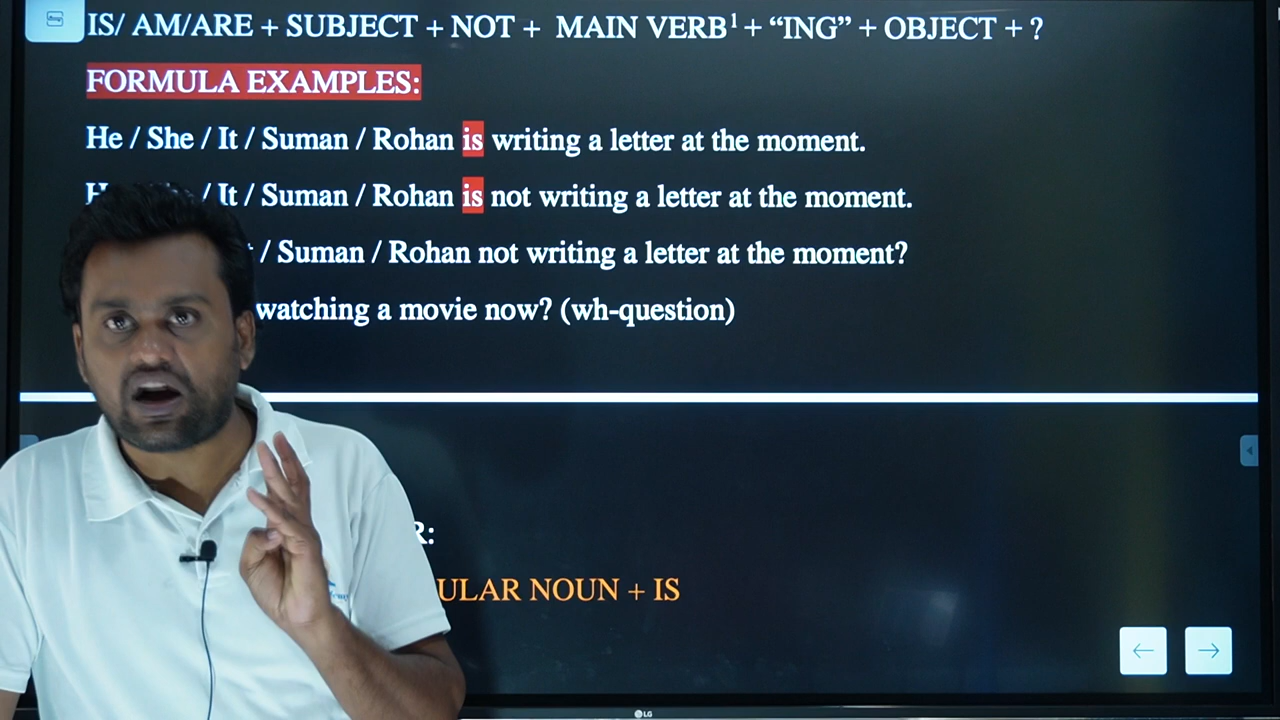 IS/ AM/ARE + SUBJECT + NOT + MAIN VERB¹ + “ING” + OBJECT + ?
FORMULA EXAMPLES:
He / She / It / Suman / Rohan is writing a letter at the moment.
/ It / Suman / Rohan is not writing a letter at the moment.
/ Suman / Rohan not writing a letter at the moment?
watching a movie now? (wh-question)
R:
ULAR NOUN + IS
LG